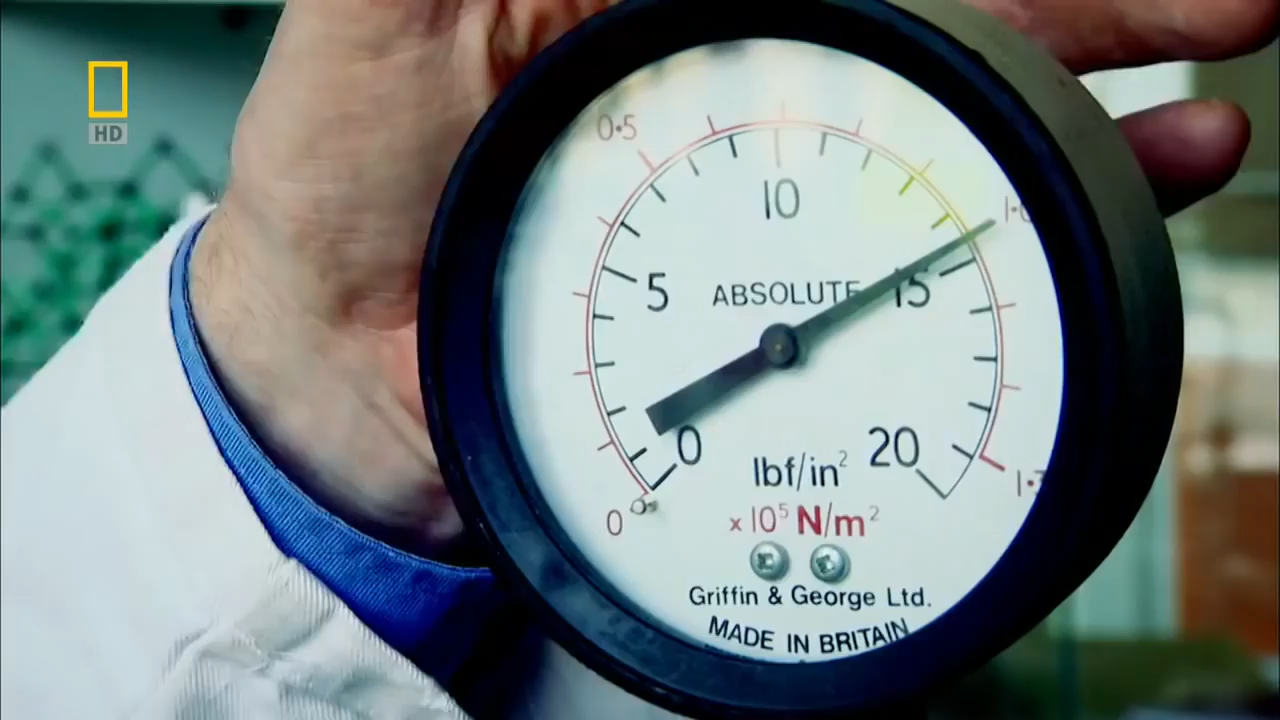 HD
0·5
10
5
ABSOLUTE
15
0
20
lbf/in²
0
x10⁵ N/m²
Griffin & George Ltd.
MADE IN BRITAIN